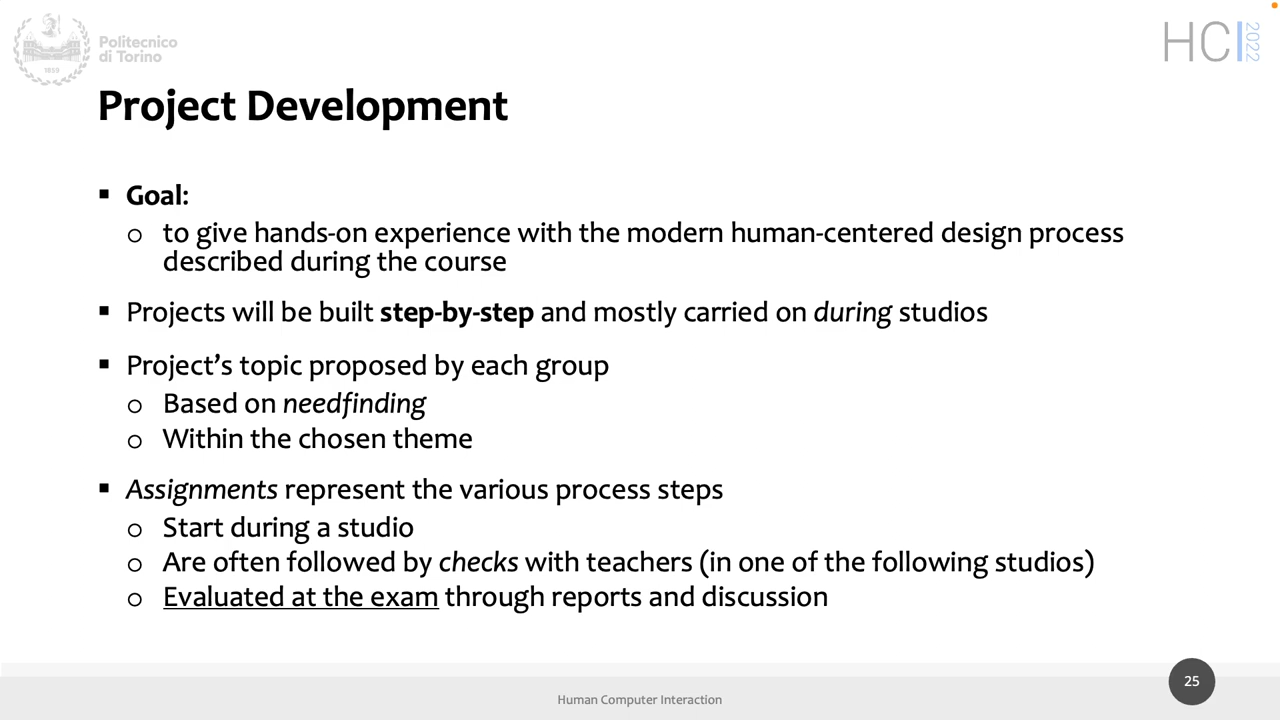 Politecnico
di Torino
1859
HCI 2022
Project Development
▪ Goal:
o to give hands-on experience with the modern human-centered design process
described during the course
▪ Projects will be built step-by-step and mostly carried on during studios
▪ Project’s topic proposed by each group
o Based on needfinding
o Within the chosen theme
▪ Assignments represent the various process steps
o Start during a studio
o Are often followed by checks with teachers (in one of the following studios)
o Evaluated at the exam through reports and discussion
25
Human Computer Interaction